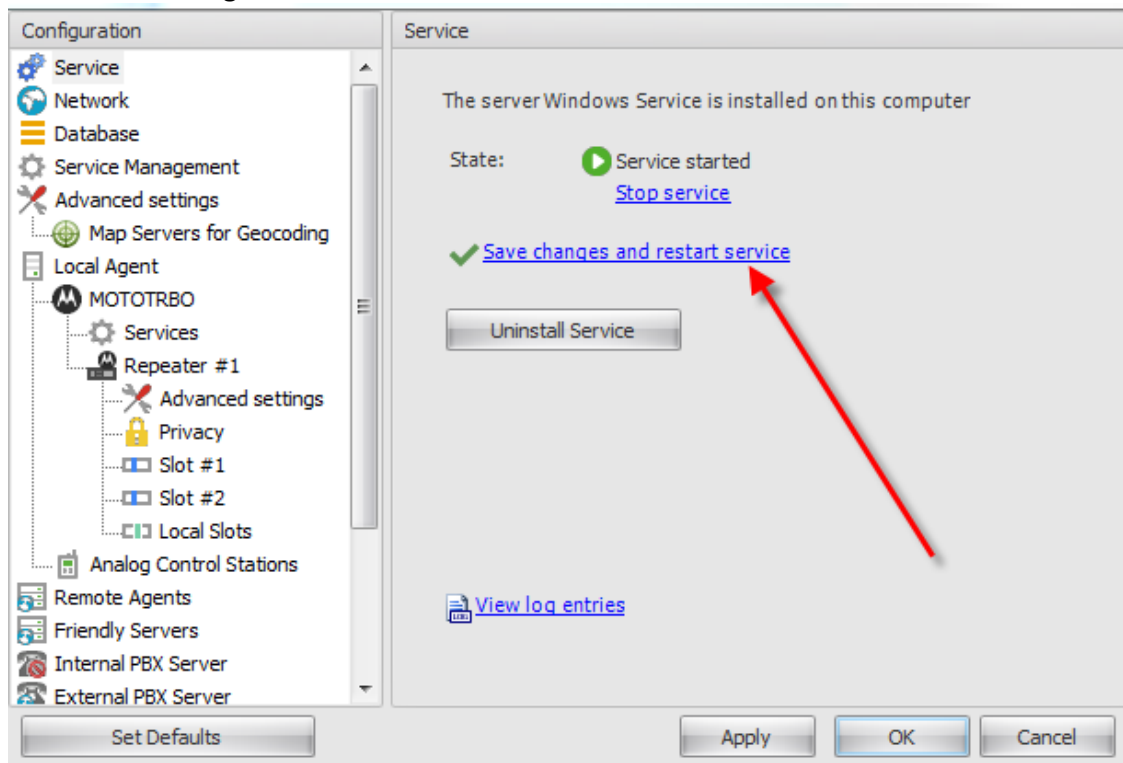 Configuration
Service
Network
Database
Service Management
Advanced settings
Map Servers for Geocoding
Local Agent
MOTOTRBO
Services
Repeater #1
Advanced settings
Privacy
Slot #1
Slot #2
Local Slots
Analog Control Stations
Remote Agents
Friendly Servers
Internal PBX Server
External PBX Server
Set Defaults
Service
The server Windows Service is installed on this computer
State: Service started
Stop service
Save changes and restart service
Uninstall Service
View log entries
Apply
OK
Cancel